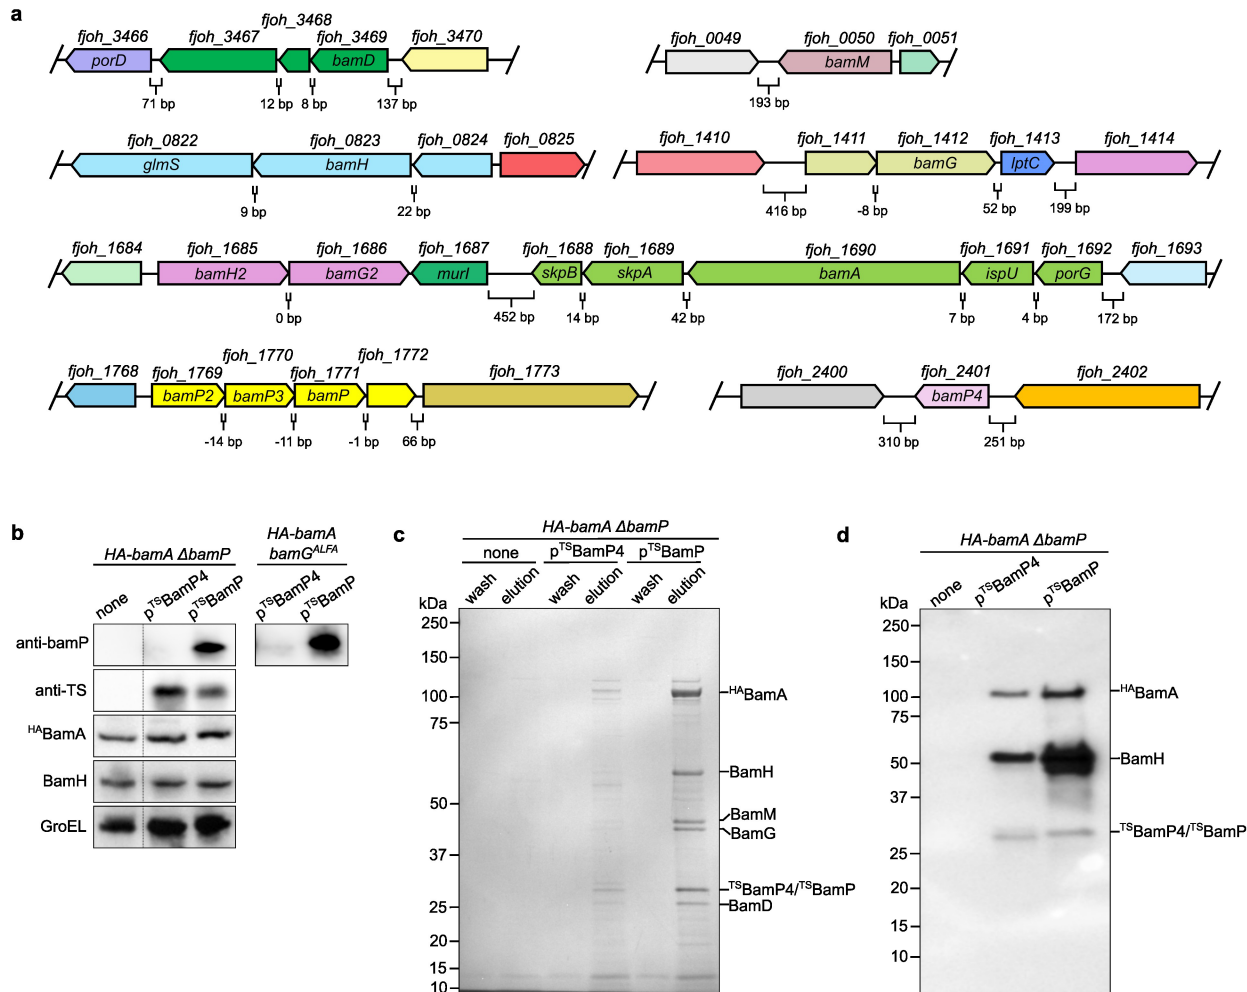 a
fjoh_3466 fjoh_3467 fjoh_3468 fjoh_3469 fjoh_3470
porD bamD
71 bp 12 bp 8 bp 137 bp
fjoh_0049 fjoh_0050 fjoh_0051
bamM
193 bp
fjoh_0822 fjoh_0823 fjoh_0824 fjoh_0825
glmS bamH
9 bp 22 bp
fjoh_1410 fjoh_1411 fjoh_1412 fjoh_1413 fjoh_1414
bamG lptC
416 bp -8 bp 52 bp 199 bp
fjoh_1684 fjoh_1685 fjoh_1686 fjoh_1687 fjoh_1688 fjoh_1689 fjoh_1690 fjoh_1691 fjoh_1692 fjoh_1693
bamH2 bamG2 murI skpB skpA bamA ispU porG
0 bp 452 bp 14 bp 42 bp 7 bp 4 bp 172 bp
fjoh_1768 fjoh_1769 fjoh_1770 fjoh_1771 fjoh_1772 fjoh_1773
bamP2 bamP3 bamP
-14 bp -11 bp -1 bp 66 bp
fjoh_2400 fjoh_2401 fjoh_2402
bamP4
310 bp 251 bp
b
HA-bamA ΔbamP
HA-bamA
bamG^ALFA
none pTSBamP4 pTSBamP pTSBamP4 pTSBamP
anti-bamP
anti-TS
HABamA
BamH
GroEL
c
HA-bamA ΔbamP
none pTSBamP4 pTSBamP
wash elution wash elution wash elution
kDa
250
150
100
75
50
37
25
20
15
10
HABamA
BamH
BamM
BamG
TSBamP4/TSBamP
BamD
d
HA-bamA ΔbamP
none pTSBamP4 pTSBamP
kDa
250
150
100
75
50
37
25
20
15
10
HABamA
BamH
TSBamP4/TSBamP